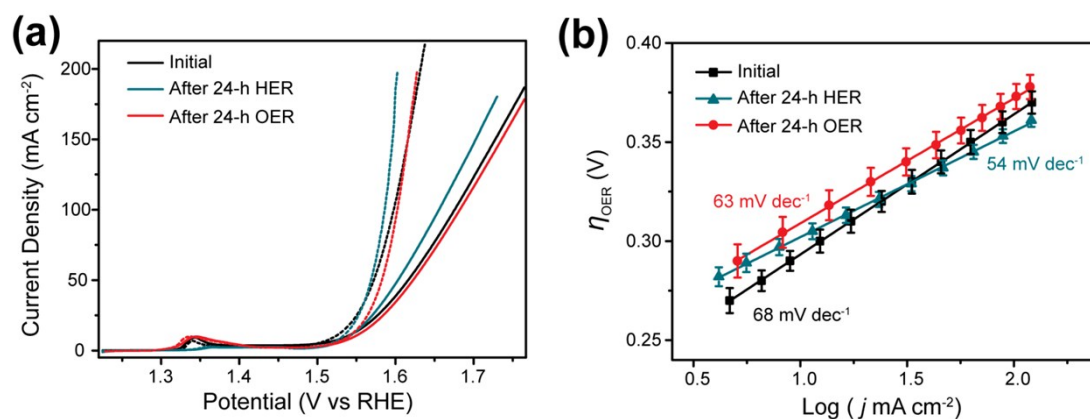 (a)
Initial
After 24-h HER
After 24-h OER
Current Density (mA cm⁻²)
200
150
100
50
0
1.3 1.4 1.5 1.6 1.7
Potential (V vs RHE)
(b)
Initial
After 24-h HER
After 24-h OER
63 mV dec⁻¹
54 mV dec⁻¹
68 mV dec⁻¹
ηOER (V)
0.40
0.35
0.30
0.25
0.5 1.0 1.5 2.0
Log ( j mA cm⁻²)